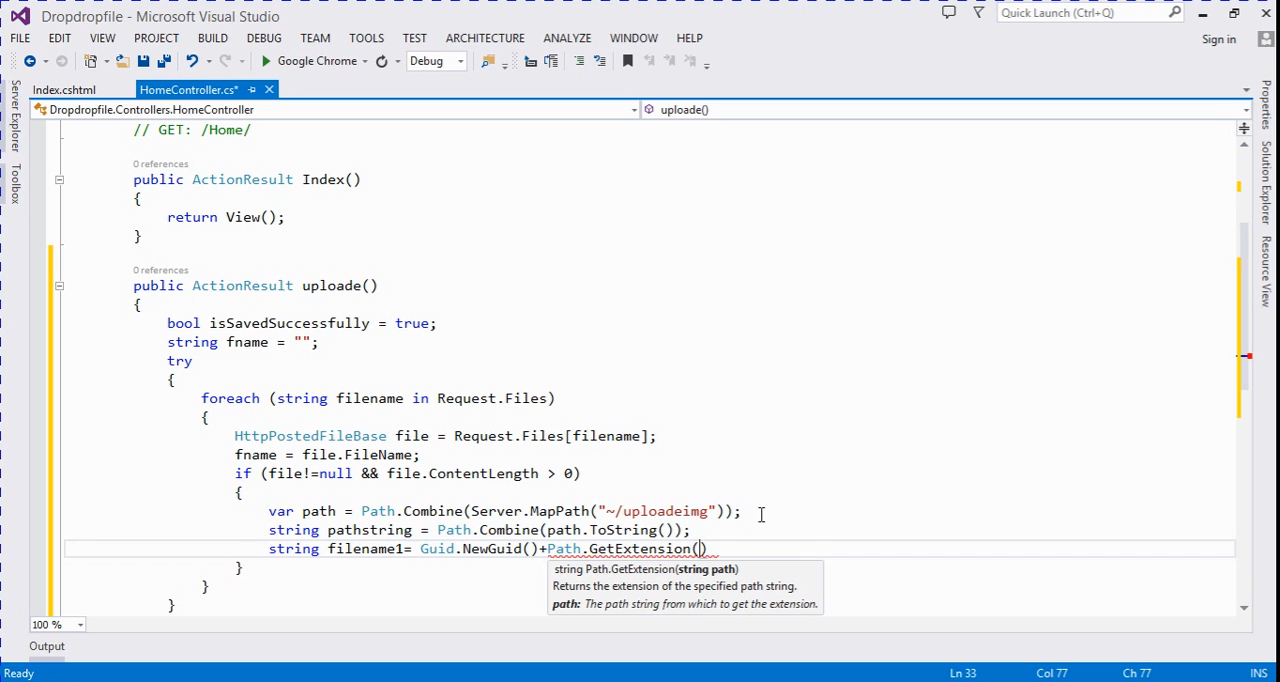 Dropdropfile - Microsoft Visual Studio
Quick Launch (Ctrl+Q)
FILE EDIT VIEW PROJECT BUILD DEBUG TEAM TOOLS TEST ARCHITECTURE ANALYZE WINDOW HELP
Sign in
Google Chrome
Debug
Server Explorer
Toolbox
Index.cshtml
HomeController.cs*
Dropdropfile.Controllers.HomeController
uploade()
// GET: /Home/
0 references
public ActionResult Index()
{
return View();
}
0 references
public ActionResult uploade()
{
bool isSavedSuccessfully = true;
string fname = "";
try
{
foreach (string filename in Request.Files)
{
HttpPostedFileBase file = Request.Files[filename];
fname = file.FileName;
if (file!=null && file.ContentLength > 0)
{
var path = Path.Combine(Server.MapPath("~/uploadeimg"));
string pathstring = Path.Combine(path.ToString());
string filename1= Guid.NewGuid()+Path.GetExtension()
}
}
}
string Path.GetExtension(string path)
Returns the extension of the specified path string.
path: The path string from which to get the extension.
Properties
Solution Explorer
Resource View
100 %
Output
Ready
Ln 33
Col 77
Ch 77
INS